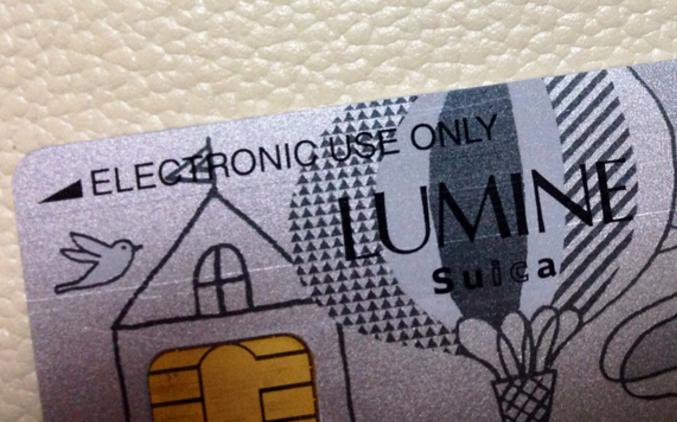 ELECTRONIC USE ONLY
LUMINE
Suica